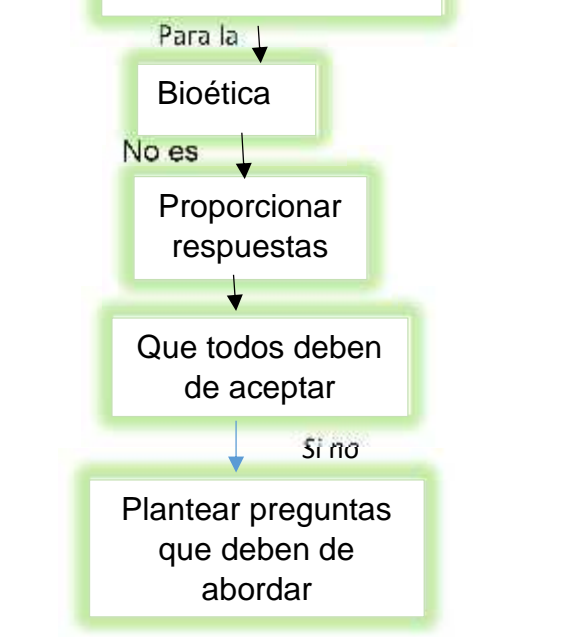 Para la
Bioética
No es
Proporcionar
respuestas
Que todos deben
de aceptar
Si no
Plantear preguntas
que deben de
abordar